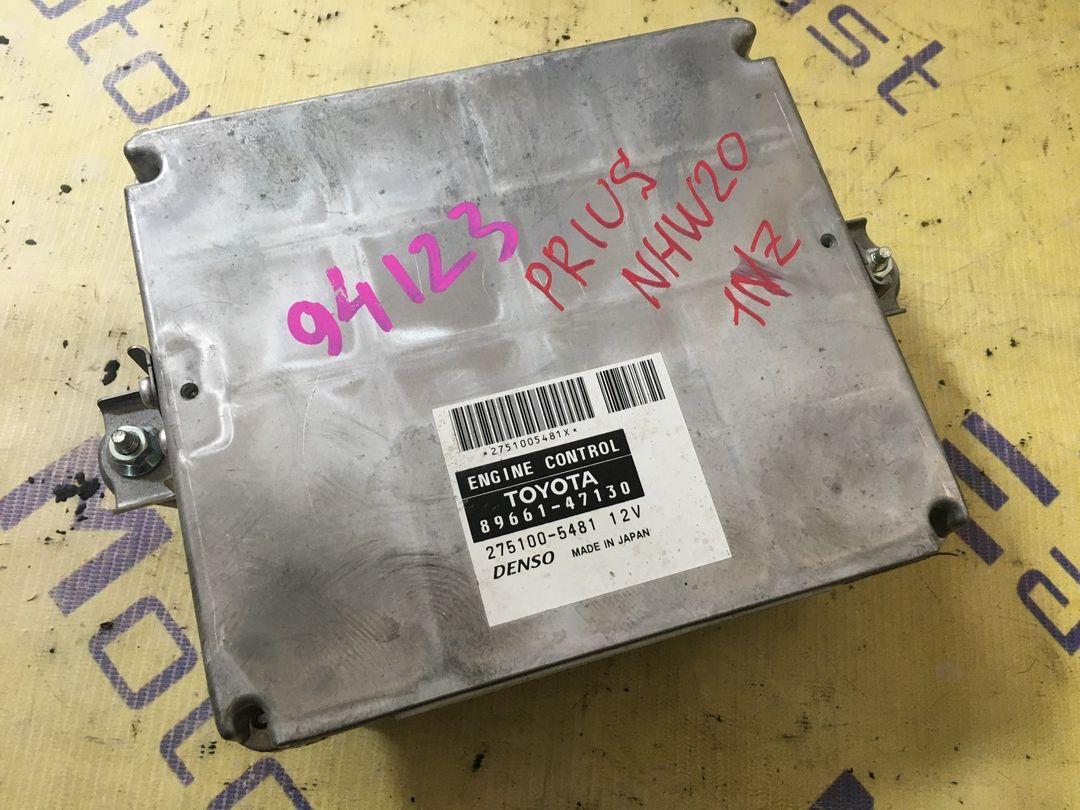 94123
PRIUS
NHW20
1NZ
*2751005481X*
ENGINE CONTROL
TOYOTA
89661-47130
275100-5481 12V
DENSO MADE IN JAPAN